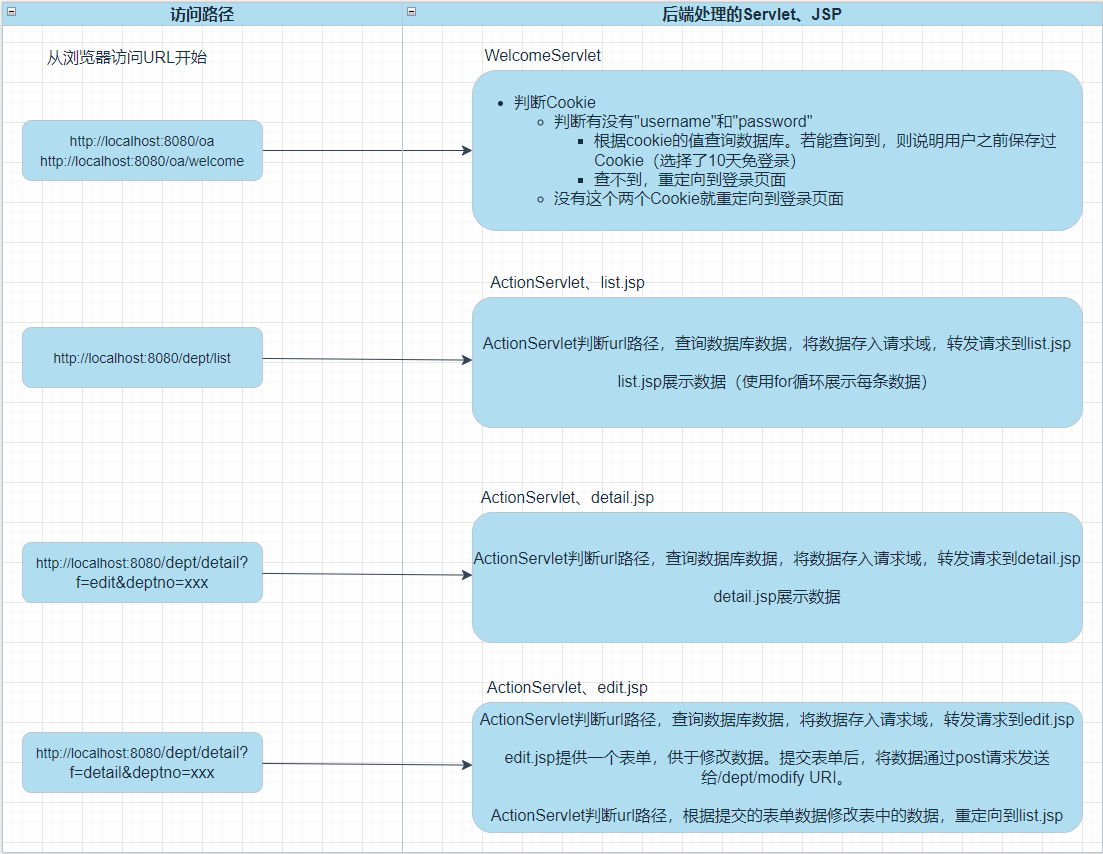 访问路径
后端处理的Servlet、JSP
从浏览器访问URL开始
WelcomeServlet
http://localhost:8080/oa
http://localhost:8080/oa/welcome
判断Cookie
判断有没有"username"和"password"
根据cookie的值查询数据库。若能查询到，则说明用户之前保存过
Cookie（选择了10天免登录）
查不到，重定向到登录页面
没有这个两个Cookie就重定向到登录页面
ActionServlet、list.jsp
http://localhost:8080/dept/list
ActionServlet判断url路径，查询数据库数据，将数据存入请求域，转发请求到list.jsp
list.jsp展示数据（使用for循环展示每条数据）
ActionServlet、detail.jsp
http://localhost:8080/dept/detail?
f=edit&deptno=xxx
ActionServlet判断url路径，查询数据库数据，将数据存入请求域，转发请求到detail.jsp
detail.jsp展示数据
ActionServlet、edit.jsp
http://localhost:8080/dept/detail?
f=detail&deptno=xxx
ActionServlet判断url路径，查询数据库数据，将数据存入请求域，转发请求到edit.jsp
edit.jsp提供一个表单，供于修改数据。提交表单后，将数据通过post请求发送
给/dept/modify URI。
ActionServlet判断url路径，根据提交的表单数据修改表中的数据，重定向到list.jsp